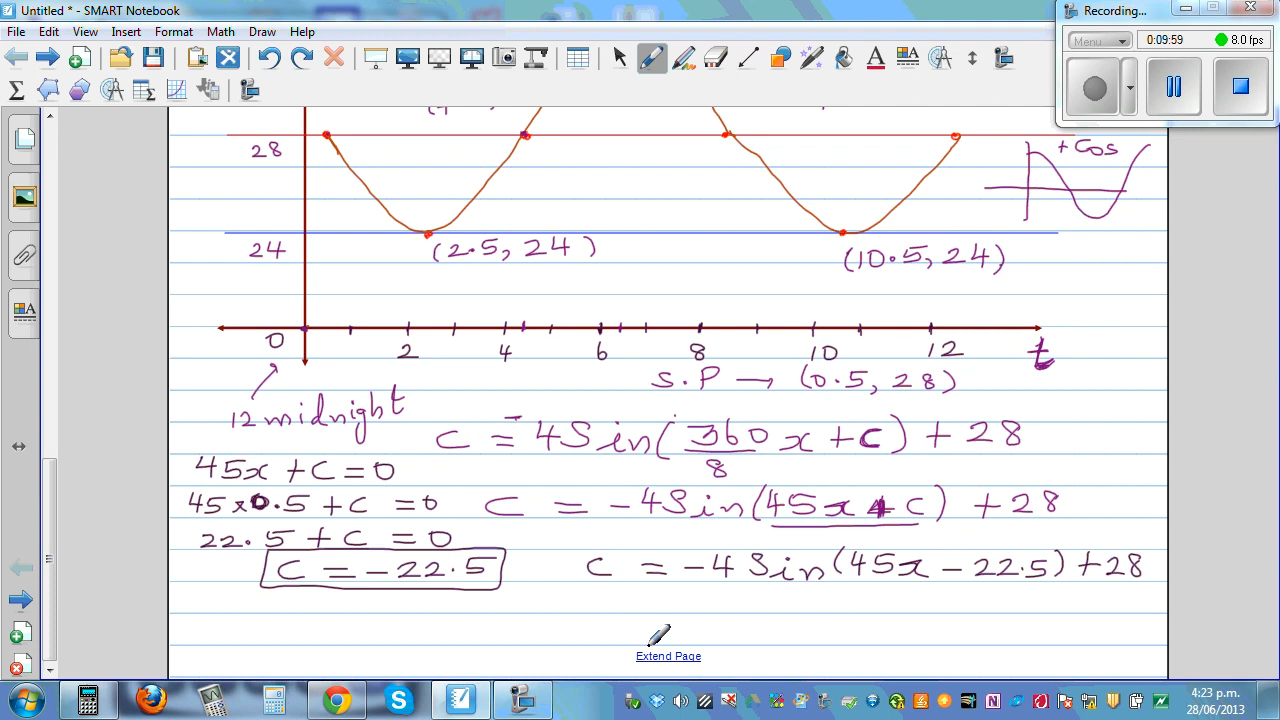 Untitled * - SMART Notebook
Recording...
File Edit View Insert Format Math Draw Help
Menu
0:09:59
8.0 fps
28
+ Cos
24
(2.5, 24)
(10.5, 24)
0
2 4 6 8 10 12 t
S.P → (0.5, 28)
12 midnight
C = -4 Sin(360/8 x + C) + 28
45x + C = 0
45 x 0.5 + C = 0
C = -4 Sin(45x + C) + 28
22.5 + C = 0
C = -22.5
C = -4 Sin(45x - 22.5) + 28
Extend Page
4:23 p.m.
28/06/2013